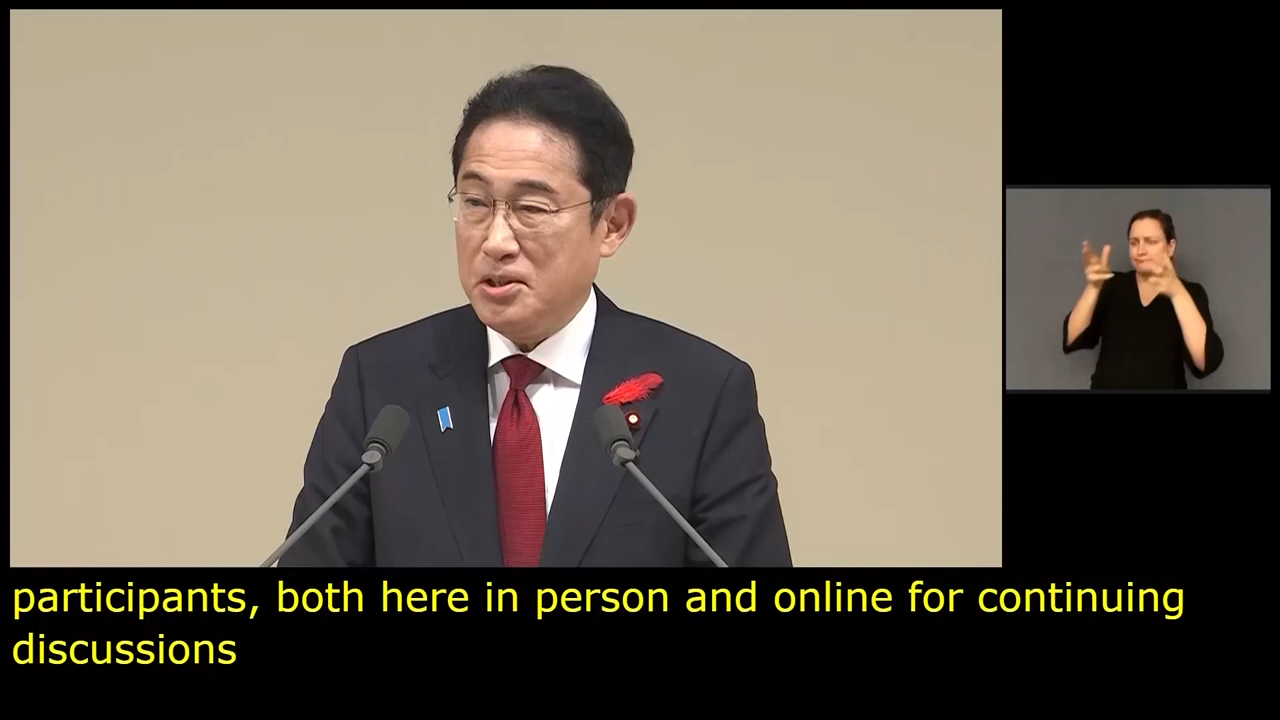 participants, both here in person and online for continuing
discussions